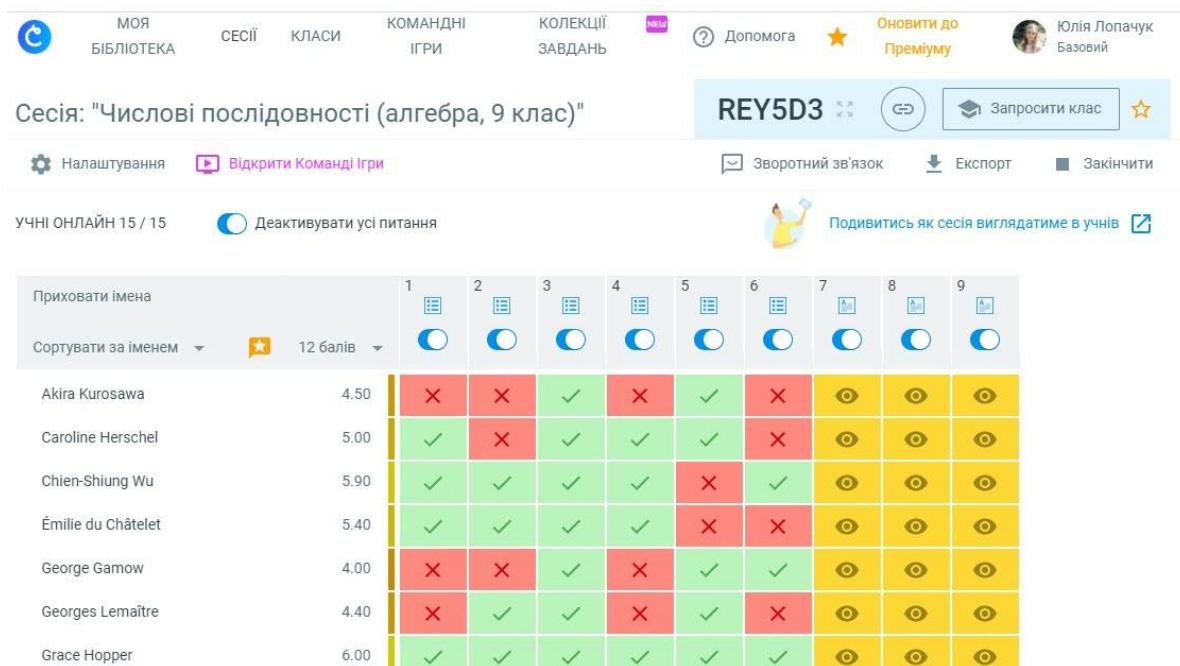 МОЯ БІБЛІОТЕКА СЕСІЇ КЛАСИ КОМАНДНІ ІГРИ КОЛЕКЦІЇ ЗАВДАНЬ NEW ? Допомога Оновити до Преміуму Юлія Лопачук Базовий
Сесія: "Числові послідовності (алгебра, 9 клас)" REY5D3 Запросити клас
Налаштування Відкрити Команді Ігри Зворотний зв'язок Експорт Закінчити
УЧНІ ОНЛАЙН 15 / 15 Деактивувати усі питання Подивитись як сесія виглядатиме в учнів
Приховати імена 1 2 3 4 5 6 7 8 9
Сортувати за іменем 12 балів
Akira Kurosawa 4.50
Caroline Herschel 5.00
Chien-Shiung Wu 5.90
Émilie du Châtelet 5.40
George Gamow 4.00
Georges Lemaître 4.40
Grace Hopper 6.00